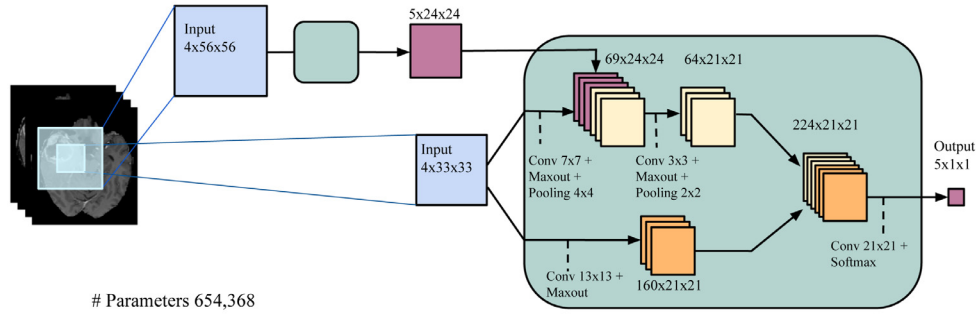 Input
4x56x56
5x24x24
69x24x24
64x21x21
Input
4x33x33
Conv 7x7 +
Maxout +
Pooling 4x4
Conv 3x3 +
Maxout +
Pooling 2x2
224x21x21
Output
5x1x1
Conv 21x21 +
Softmax
Conv 13x13 +
Maxout
160x21x21
# Parameters 654,368